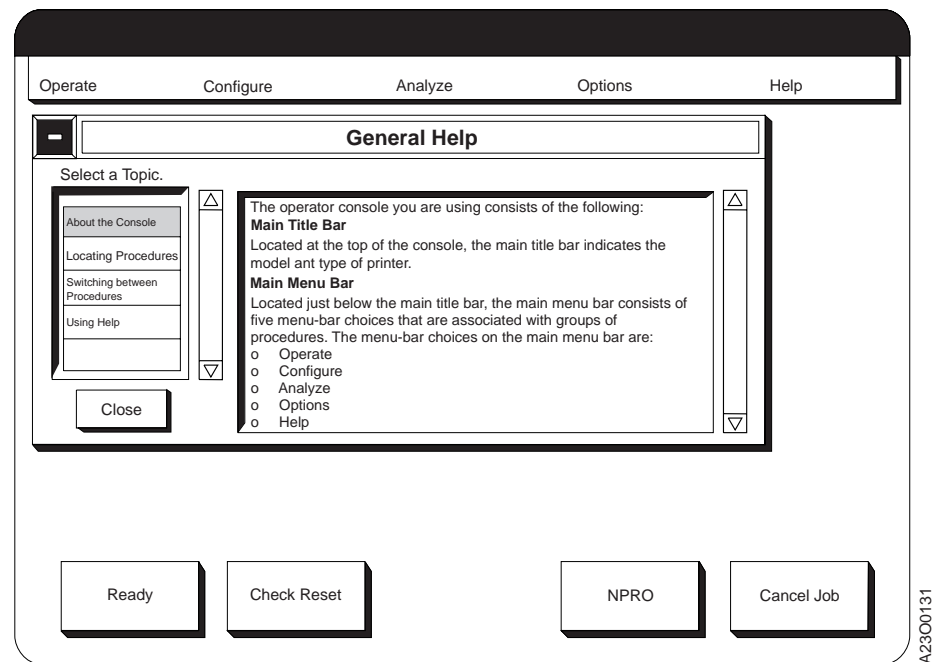 Operate Configure Analyze Options Help
General Help
Select a Topic.
About the Console
Locating Procedures
Switching between
Procedures
Using Help
Close
The operator console you are using consists of the following:
Main Title Bar
Located at the top of the console, the main title bar indicates the
model ant type of printer.
Main Menu Bar
Located just below the main title bar, the main menu bar consists of
five menu-bar choices that are associated with groups of
procedures. The menu-bar choices on the main menu bar are:
o Operate
o Configure
o Analyze
o Options
o Help
Ready Check Reset NPRO Cancel Job
A23O0131